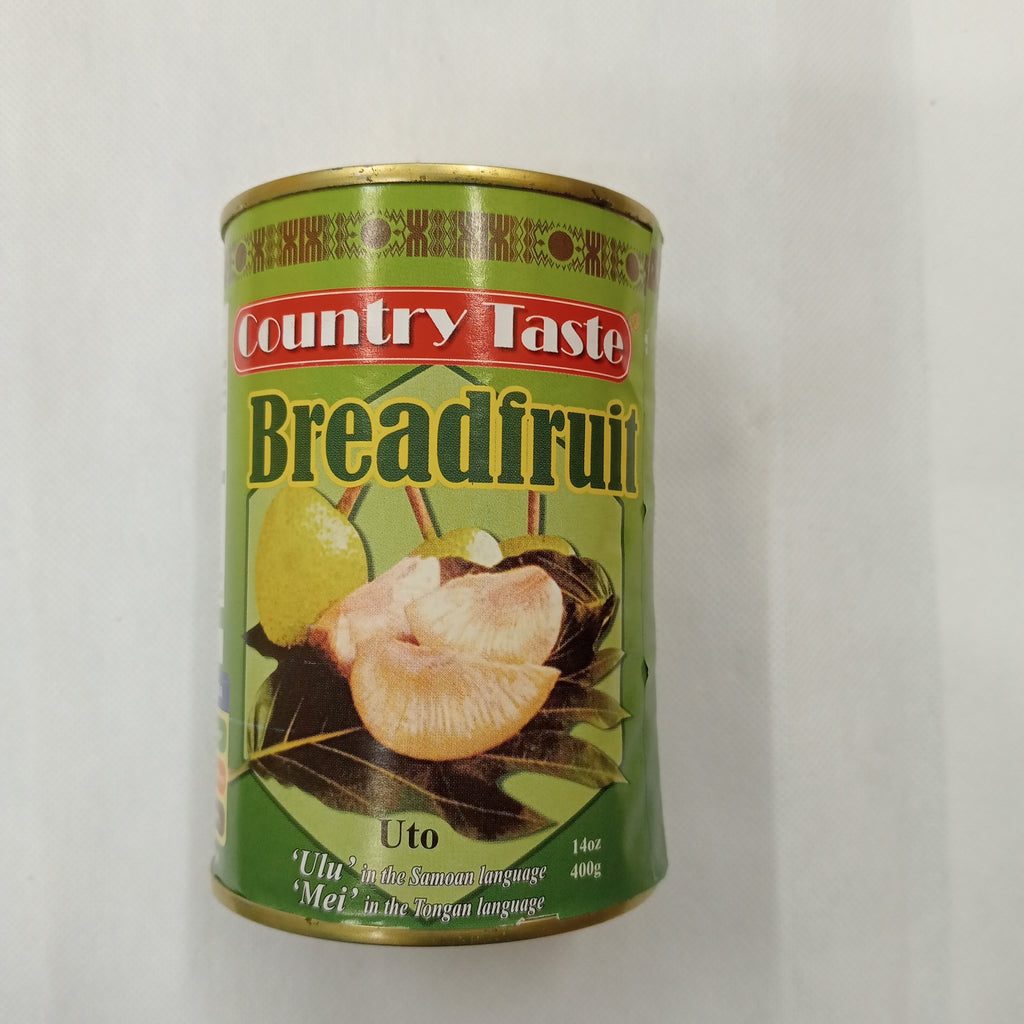 Country Taste
Breadfruit
Uto
'Ulu' in the Samoan language
'Mei' in the Tongan language
14oz
400g